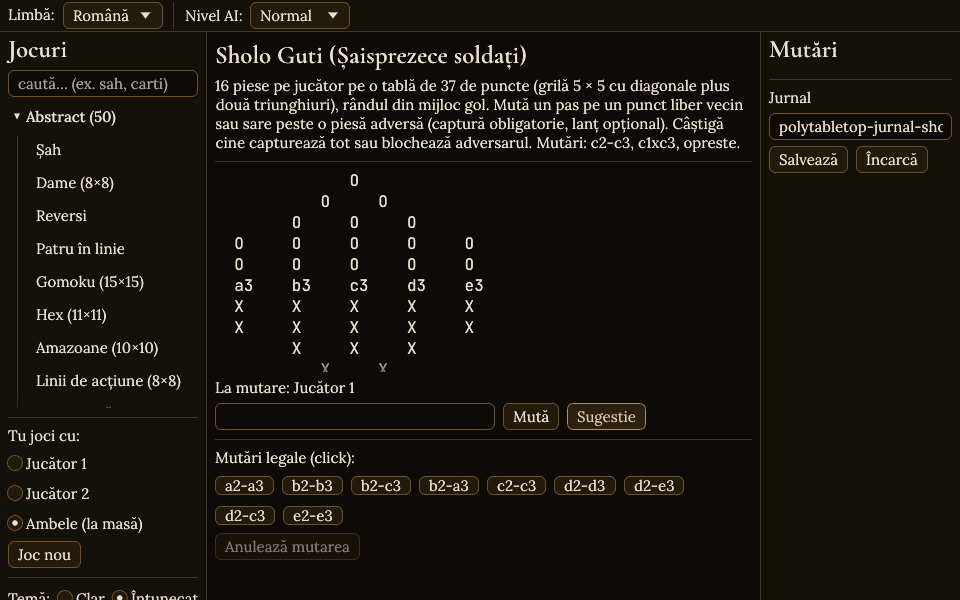 Limbă: Română ▼ Nivel AI: Normal ▼
Jocuri
caută... (ex. sah, carti)
▾ Abstract (50)
Șah
Dame (8×8)
Reversi
Patru în linie
Gomoku (15×15)
Hex (11×11)
Amazoane (10×10)
Linii de acțiune (8×8)
Tu joci cu:
Jucător 1
Jucător 2
Ambele (la masă)
Joc nou
Temă: Clar Întunecat
Sholo Guti (Șaisprezece soldați)
16 piese pe jucător pe o tablă de 37 de puncte (grilă 5 × 5 cu diagonale plus
două triunghiuri), rândul din mijloc gol. Mută un pas pe un punct liber vecin
sau sare peste o piesă adversă (captură obligatorie, lanț opțional). Câștigă
cine capturează tot sau blochează adversarul. Mutări: c2-c3, c1xc3, opreste.
O
O O
O O O
O O O O O
O O O O O
a3 b3 c3 d3 e3
X X X X X
X X X X X
X X X
X X
La mutare: Jucător 1
Mută Sugestie
Mutări legale (click):
a2-a3 b2-b3 b2-c3 b2-a3 c2-c3 d2-d3 d2-e3
d2-c3 e2-e3
Anulează mutarea
Mutări
Jurnal
polytabletop-jurnal-sho
Salvează Încarcă